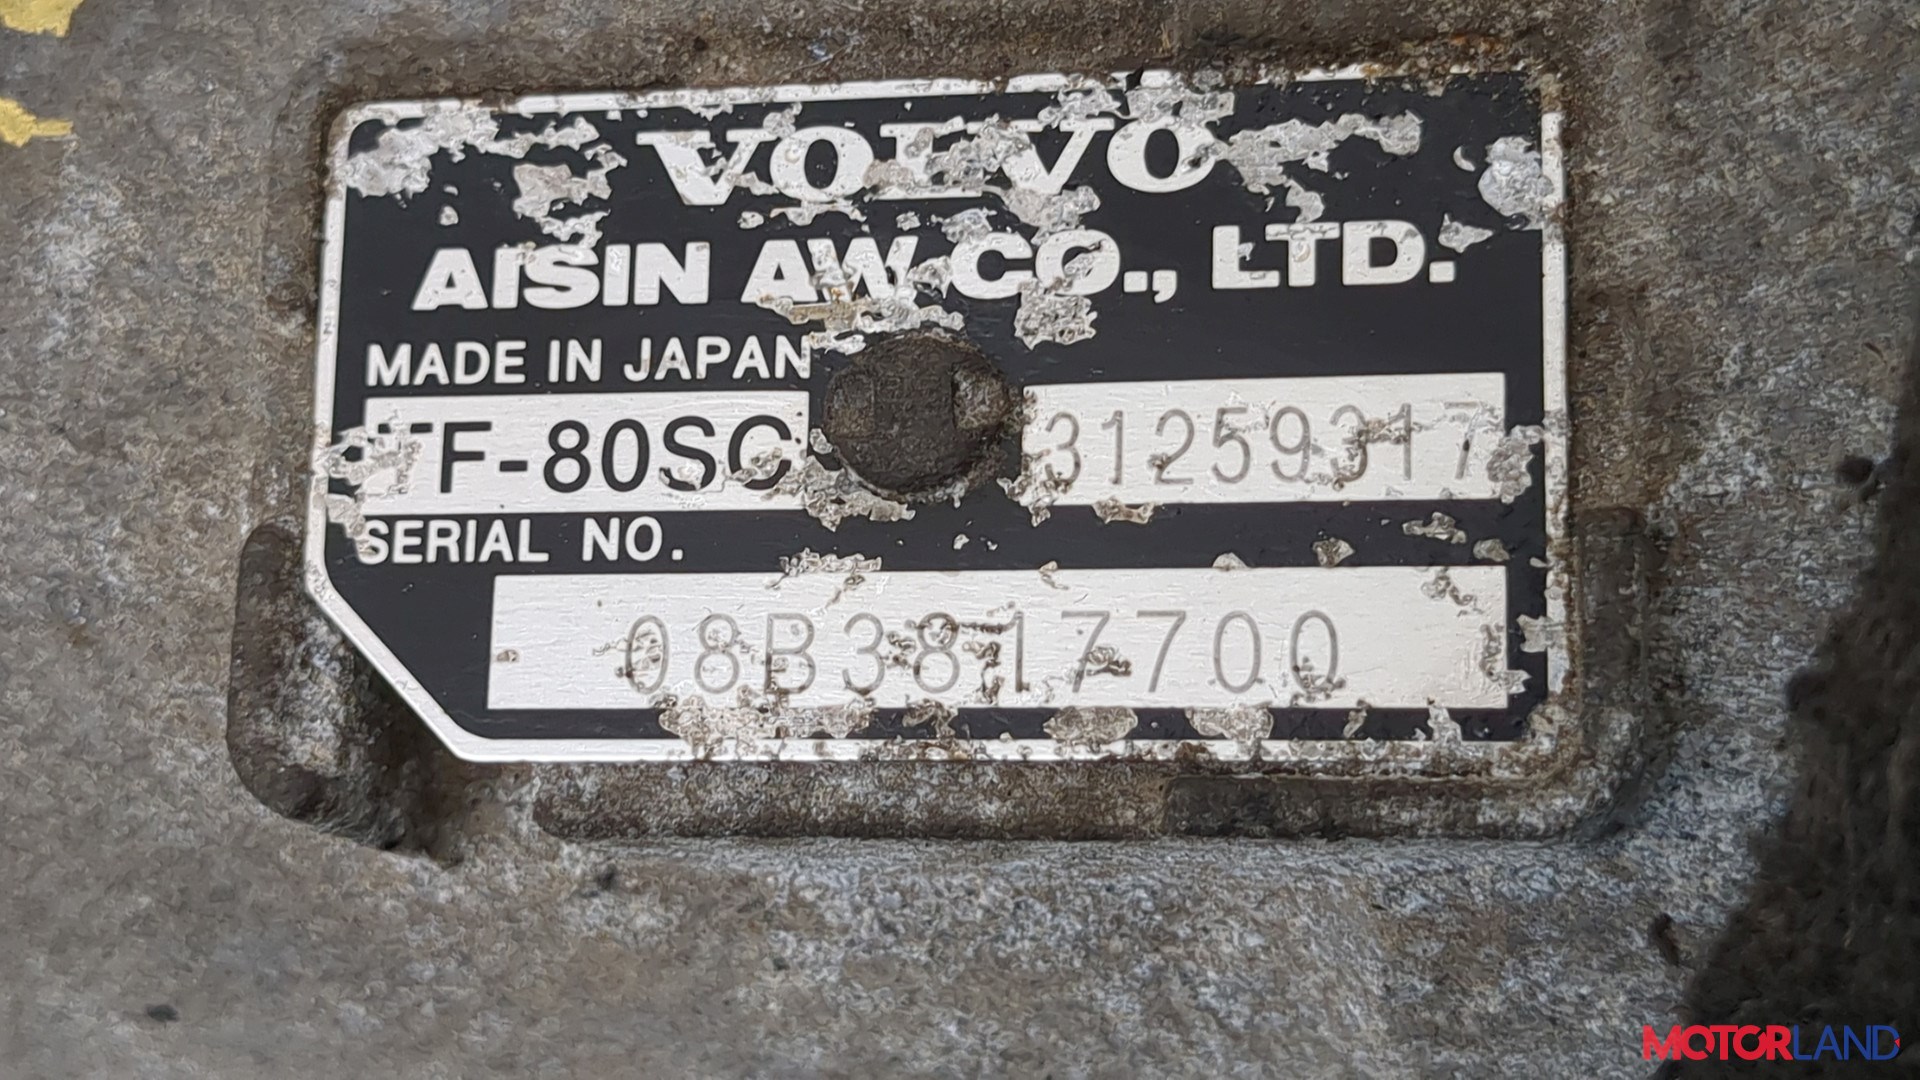 VOLVO
AISIN AW CO., LTD.
MADE IN JAPAN
TF-80SC 31259317
SERIAL NO.
08B3817700
MOTORLAND